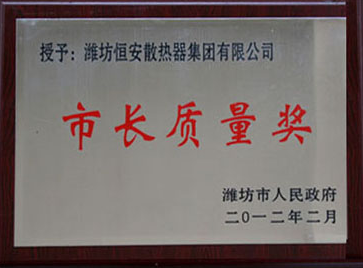 授予：潍坊恒安散热器集团有限公司
市长质量奖
潍坊市人民政府
二〇一二年二月